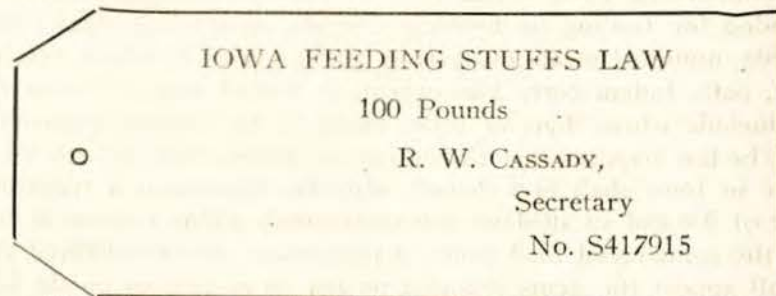 IOWA FEEDING STUFFS LAW
100 Pounds
R. W. CASSADY,
Secretary
No. S417915